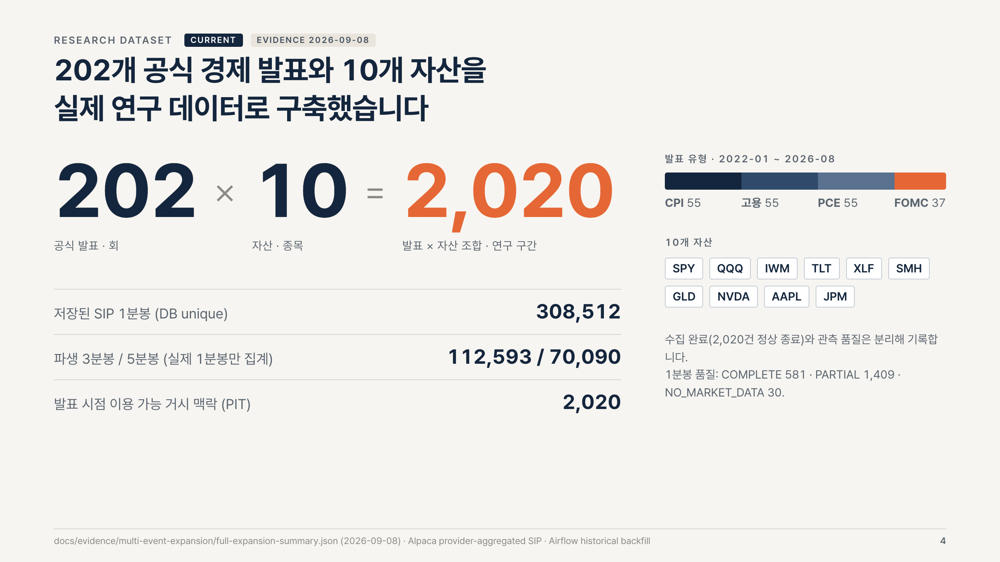 RESEARCH DATASET CURRENT EVIDENCE 2026-09-08
202개 공식 경제 발표와 10개 자산을
실제 연구 데이터로 구축했습니다
202 × 10 = 2,020
공식 발표 · 회
자산 · 종목
발표 × 자산 조합 · 연구 구간
저장된 SIP 1분봉 (DB unique) 308,512
파생 3분봉 / 5분봉 (실제 1분봉만 집계) 112,593 / 70,090
발표 시점 이용 가능 거시 맥락 (PIT) 2,020
발표 유형 · 2022-01 ~ 2026-08
CPI 55 고용 55 PCE 55 FOMC 37
10개 자산
SPY QQQ IWM TLT XLF SMH
GLD NVDA AAPL JPM
수집 완료(2,020건 정상 종료)와 관측 품질은 분리해 기록합
니다.
1분봉 품질: COMPLETE 581 · PARTIAL 1,409 ·
NO_MARKET_DATA 30.
docs/evidence/multi-event-expansion/full-expansion-summary.json (2026-09-08) · Alpaca provider-aggregated SIP · Airflow historical backfill
4